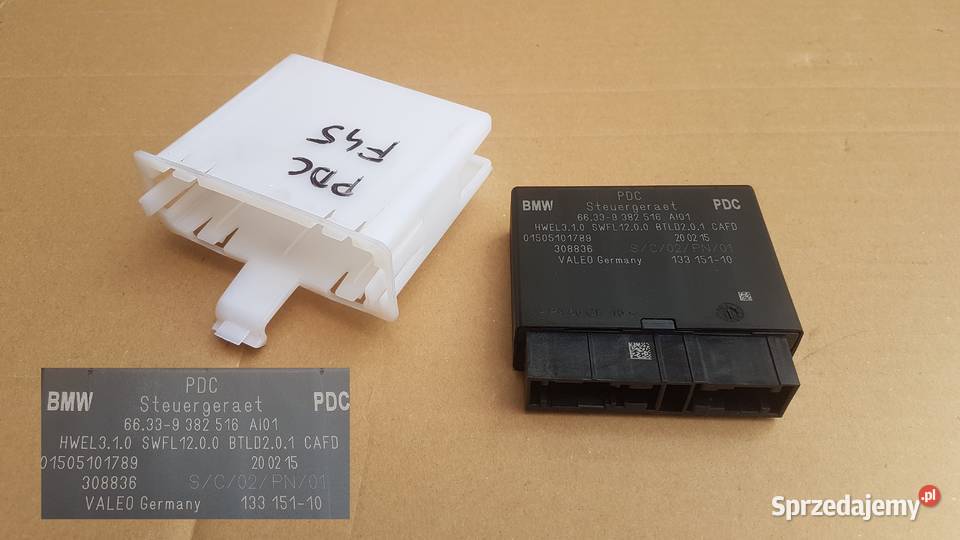 PDC
F45
PDC
BMW Steuergeraet PDC
66.33-9 382 516 AI01
HWEL3.1.0 SWFL12.0.0 BTLD2.0.1 CAFD
01505101789 20 02 15
308836 S/C/02/PN/01
VALEO Germany 133 151-10
PDC
BMW Steuergeraet PDC
66.33-9 382 516 AI01
HWEL3.1.0 SWFL12.0.0 BTLD2.0.1 CAFD
01505101789 20 02 15
308836 S/C/02/PN/01
VALEO Germany 133 151-10
Sprzedajemy.pl